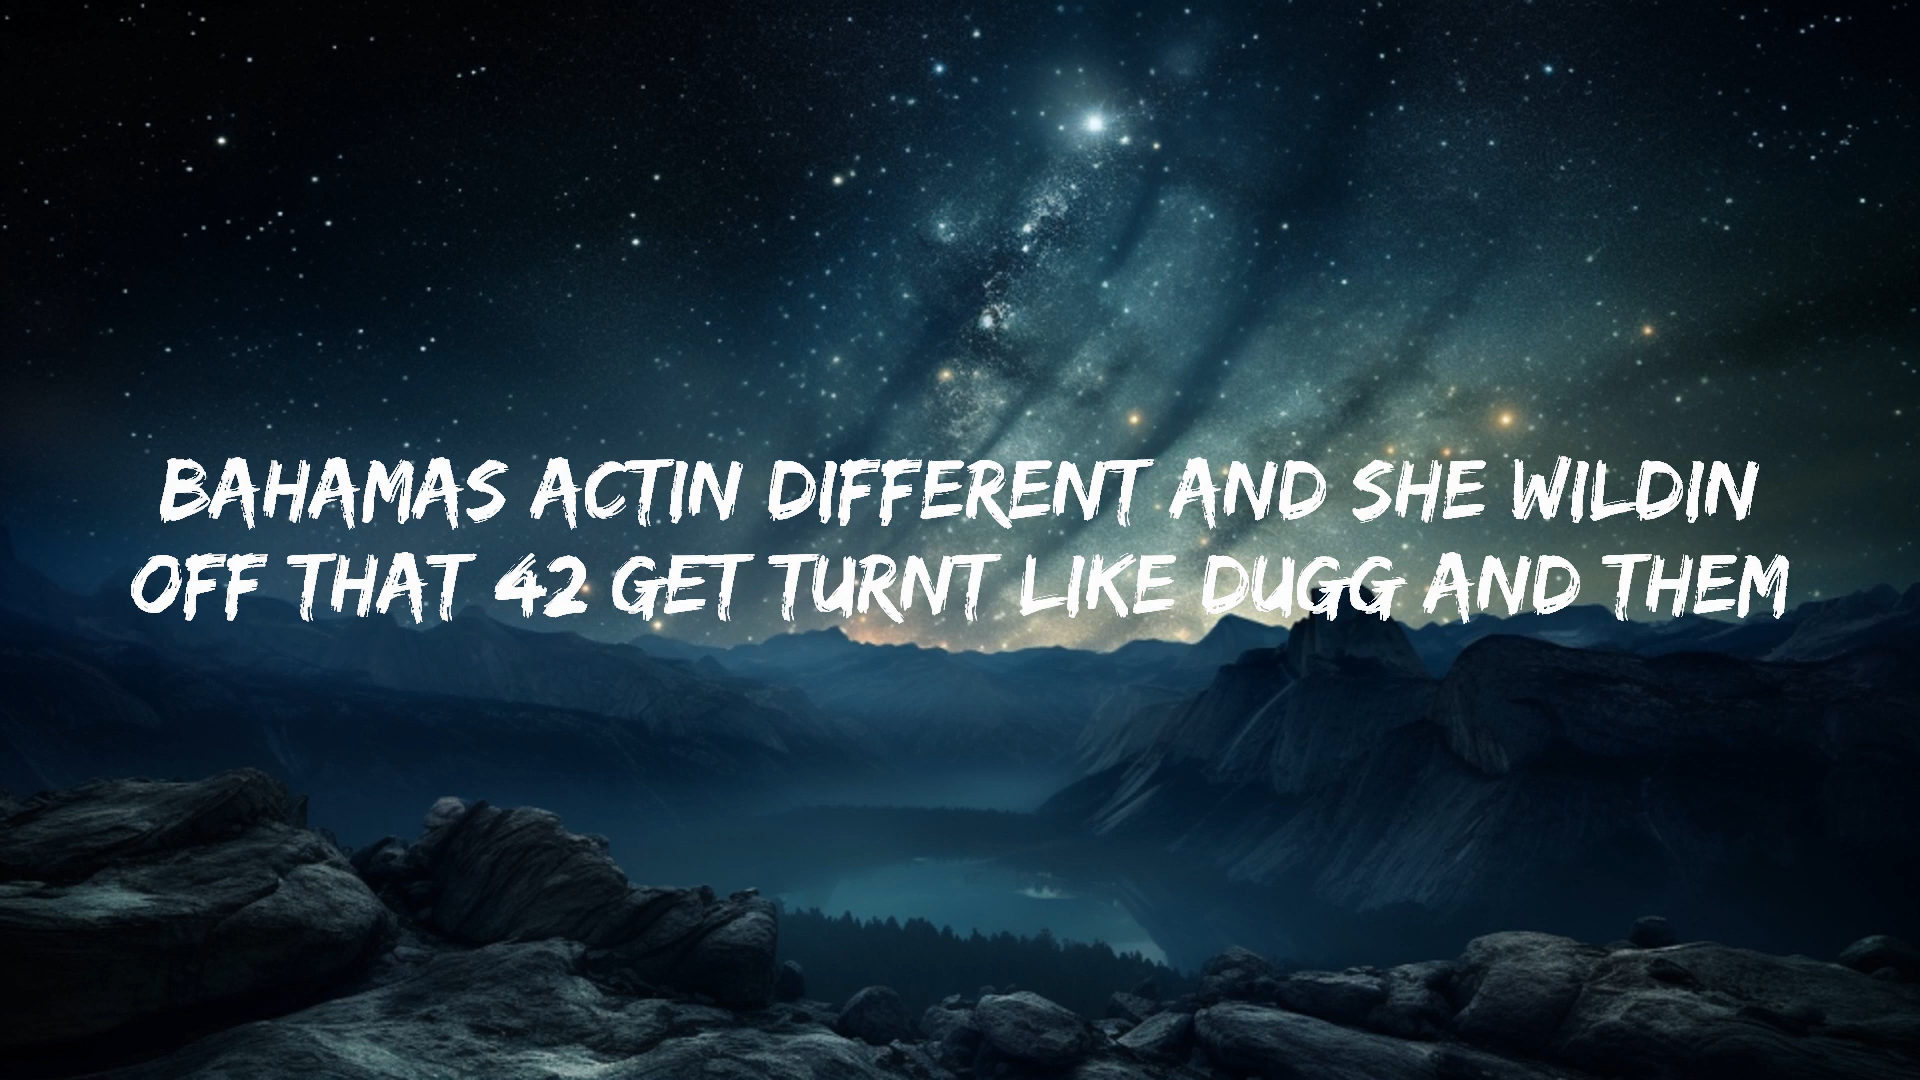 BAHAMAS ACTIN DIFFERENT AND SHE WILDIN
OFF THAT 42 GET TURNT LIKE DUGG AND THEM